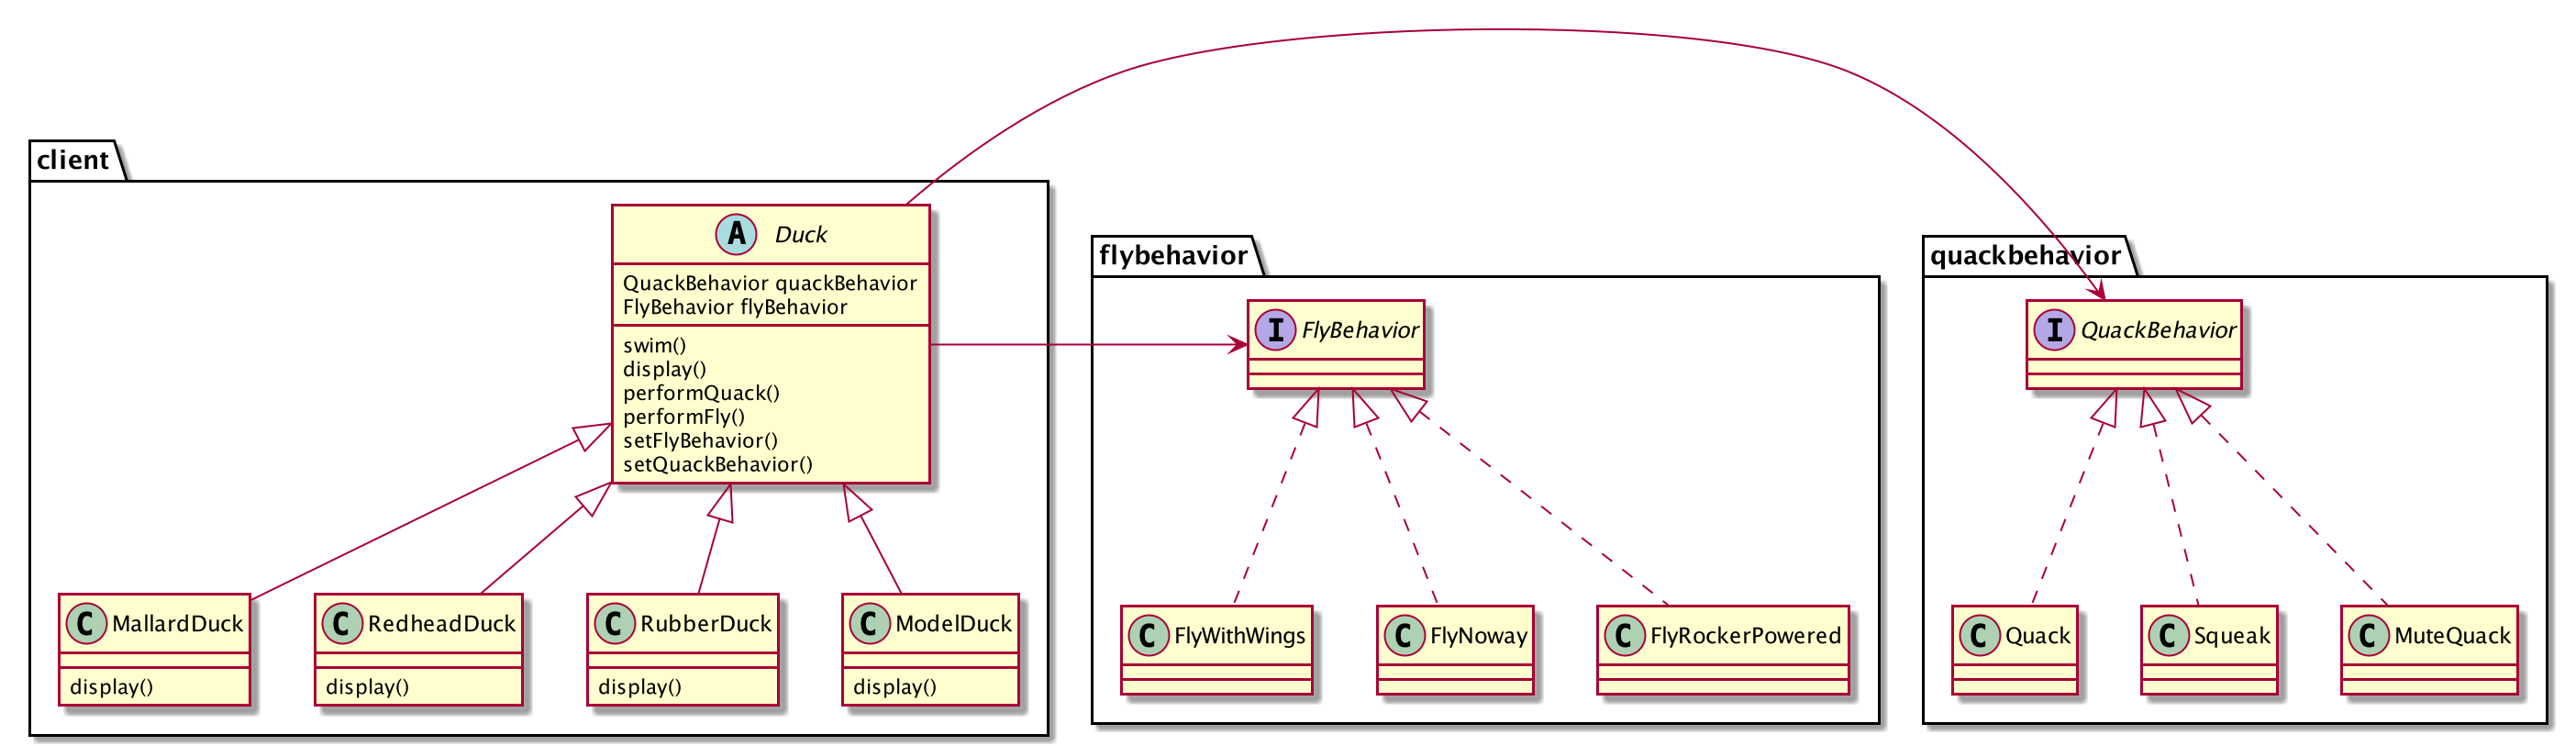 client
A Duck
QuackBehavior quackBehavior
FlyBehavior flyBehavior
swim()
display()
performQuack()
performFly()
setFlyBehavior()
setQuackBehavior()
C MallardDuck
display()
C RedheadDuck
display()
C RubberDuck
display()
C ModelDuck
display()
flybehavior
I FlyBehavior
C FlyWithWings
C FlyNoway
C FlyRockerPowered
quackbehavior
I QuackBehavior
C Quack
C Squeak
C MuteQuack